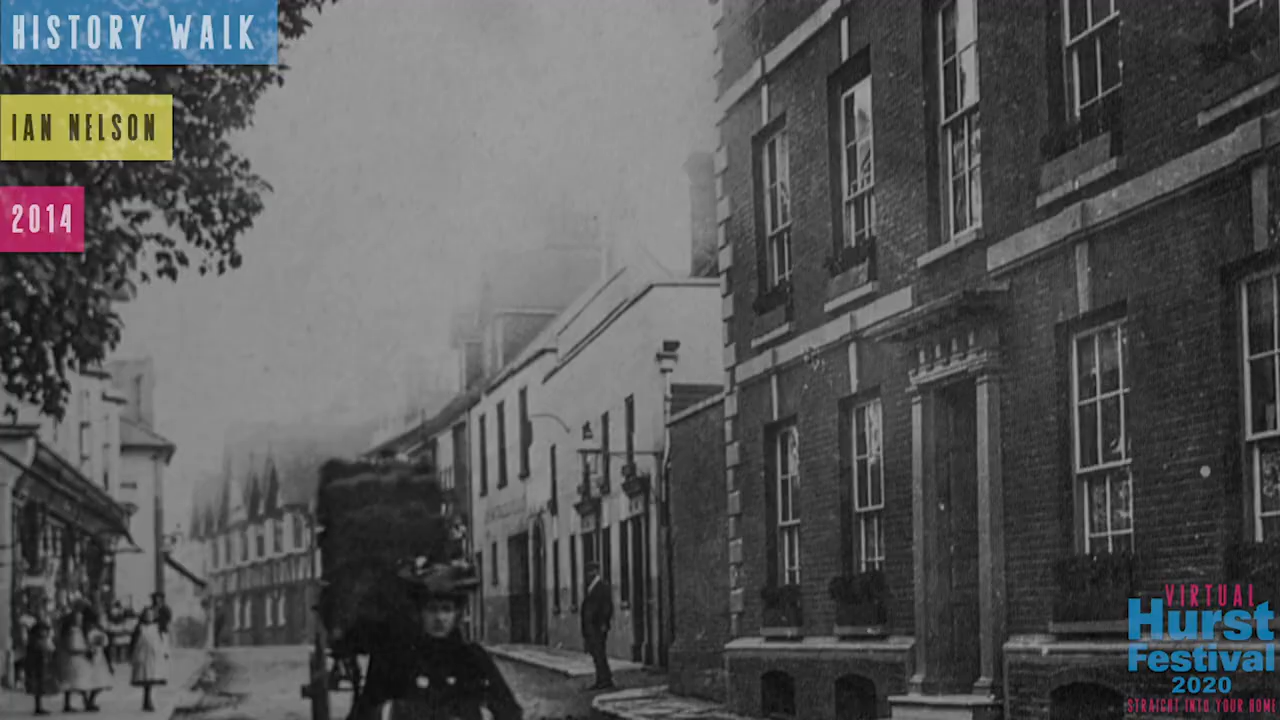 HISTORY WALK
IAN NELSON
2014
VIRTUAL
Hurst
Festival
2020
STRAIGHT INTO YOUR HOME